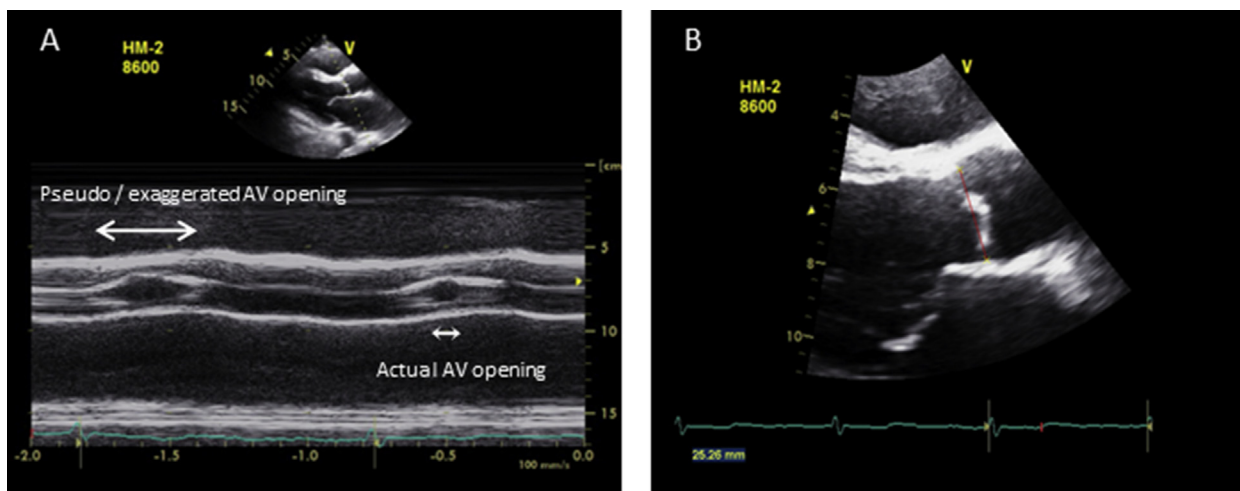 A
HM-2
8600
V
5
10
15
[cm
Pseudo / exaggerated AV opening
5
10
Actual AV opening
15
-2.0
-1.5
-1.0
-0.5
0.0
100 mm/s
B
HM-2
8600
V
4
6
8
10
25.26 mm